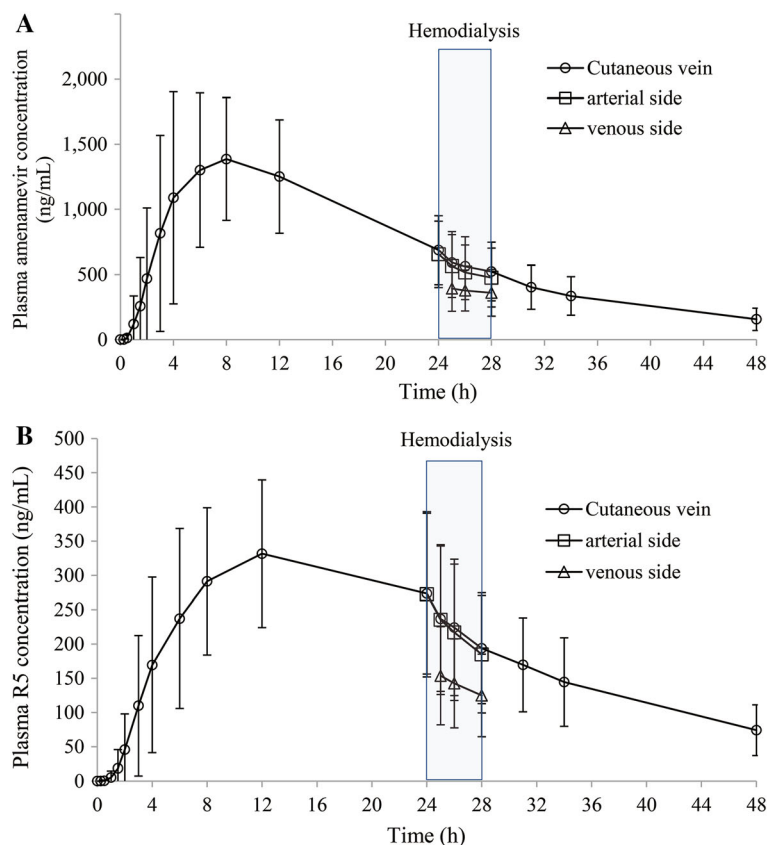 A
Hemodialysis
Plasma amenamevir concentration
(ng/mL)
2,000
1,500
1,000
500
0
Cutaneous vein
arterial side
venous side
0 4 8 12 16 20 24 28 32 36 40 44 48
Time (h)
B
Hemodialysis
Plasma R5 concentration (ng/mL)
500
450
400
350
300
250
200
150
100
50
0
Cutaneous vein
arterial side
venous side
0 4 8 12 16 20 24 28 32 36 40 44 48
Time (h)